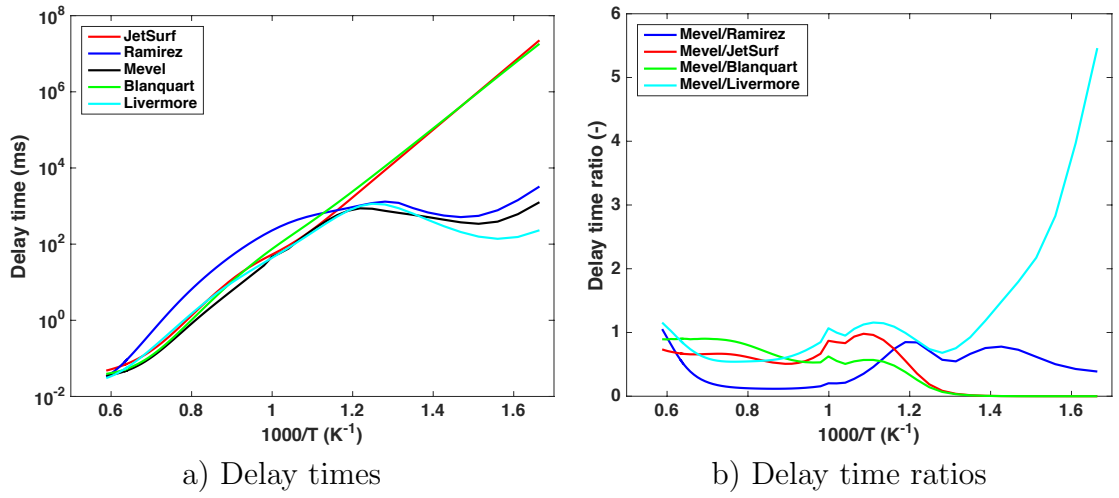 JetSurf
Ramirez
Mevel
Blanquart
Livermore
10^8
10^6
10^4
10^2
10^0
10^-2
Delay time (ms)
0.6 0.8 1 1.2 1.4 1.6
1000/T (K^-1)
a) Delay times
Mevel/Ramirez
Mevel/JetSurf
Mevel/Blanquart
Mevel/Livermore
6
5
4
3
2
1
0
Delay time ratio (-)
0.6 0.8 1 1.2 1.4 1.6
1000/T (K^-1)
b) Delay time ratios